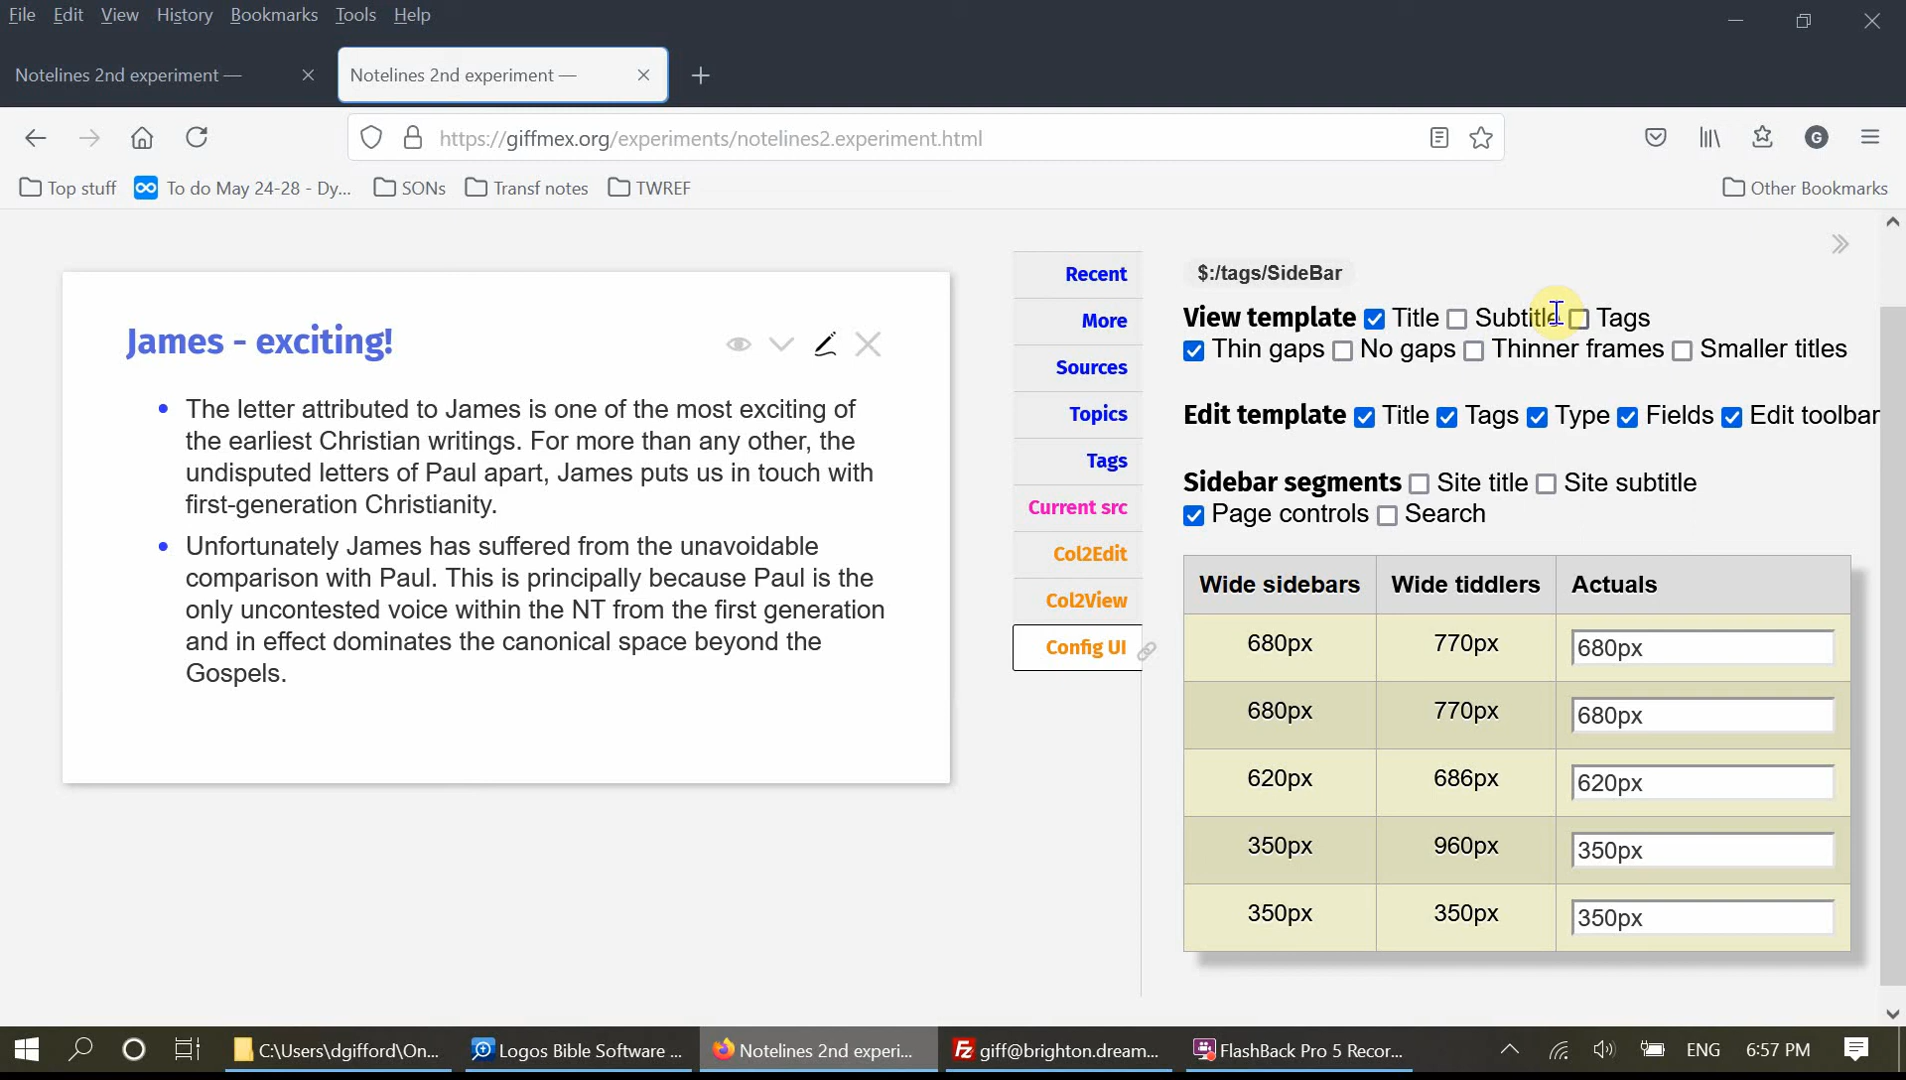 File Edit View History Bookmarks Tools Help
Notelines 2nd experiment —
Notelines 2nd experiment —
https://giffmex.org/experiments/notelines2.experiment.html
G
Top stuff
To do May 24-28 - Dy...
SONs
Transf notes
TWREF
Other Bookmarks
James - exciting!
The letter attributed to James is one of the most exciting of
the earliest Christian writings. For more than any other, the
undisputed letters of Paul apart, James puts us in touch with
first-generation Christianity.
Unfortunately James has suffered from the unavoidable
comparison with Paul. This is principally because Paul is the
only uncontested voice within the NT from the first generation
and in effect dominates the canonical space beyond the
Gospels.
Recent
More
Sources
Topics
Tags
Current src
Col2Edit
Col2View
Config UI
$:/tags/SideBar
View template Title Subtitle Tags
Thin gaps No gaps Thinner frames Smaller titles
Edit template Title Tags Type Fields Edit toolbar
Sidebar segments Site title Site subtitle
Page controls Search
Wide sidebars Wide tiddlers Actuals
680px 770px 680px
680px 770px 680px
620px 686px 620px
350px 960px 350px
350px 350px 350px
C:\Users\dgifford\On...
Logos Bible Software ...
Notelines 2nd experi...
giff@brighton.dream...
FlashBack Pro 5 Recor...
ENG
6:57 PM